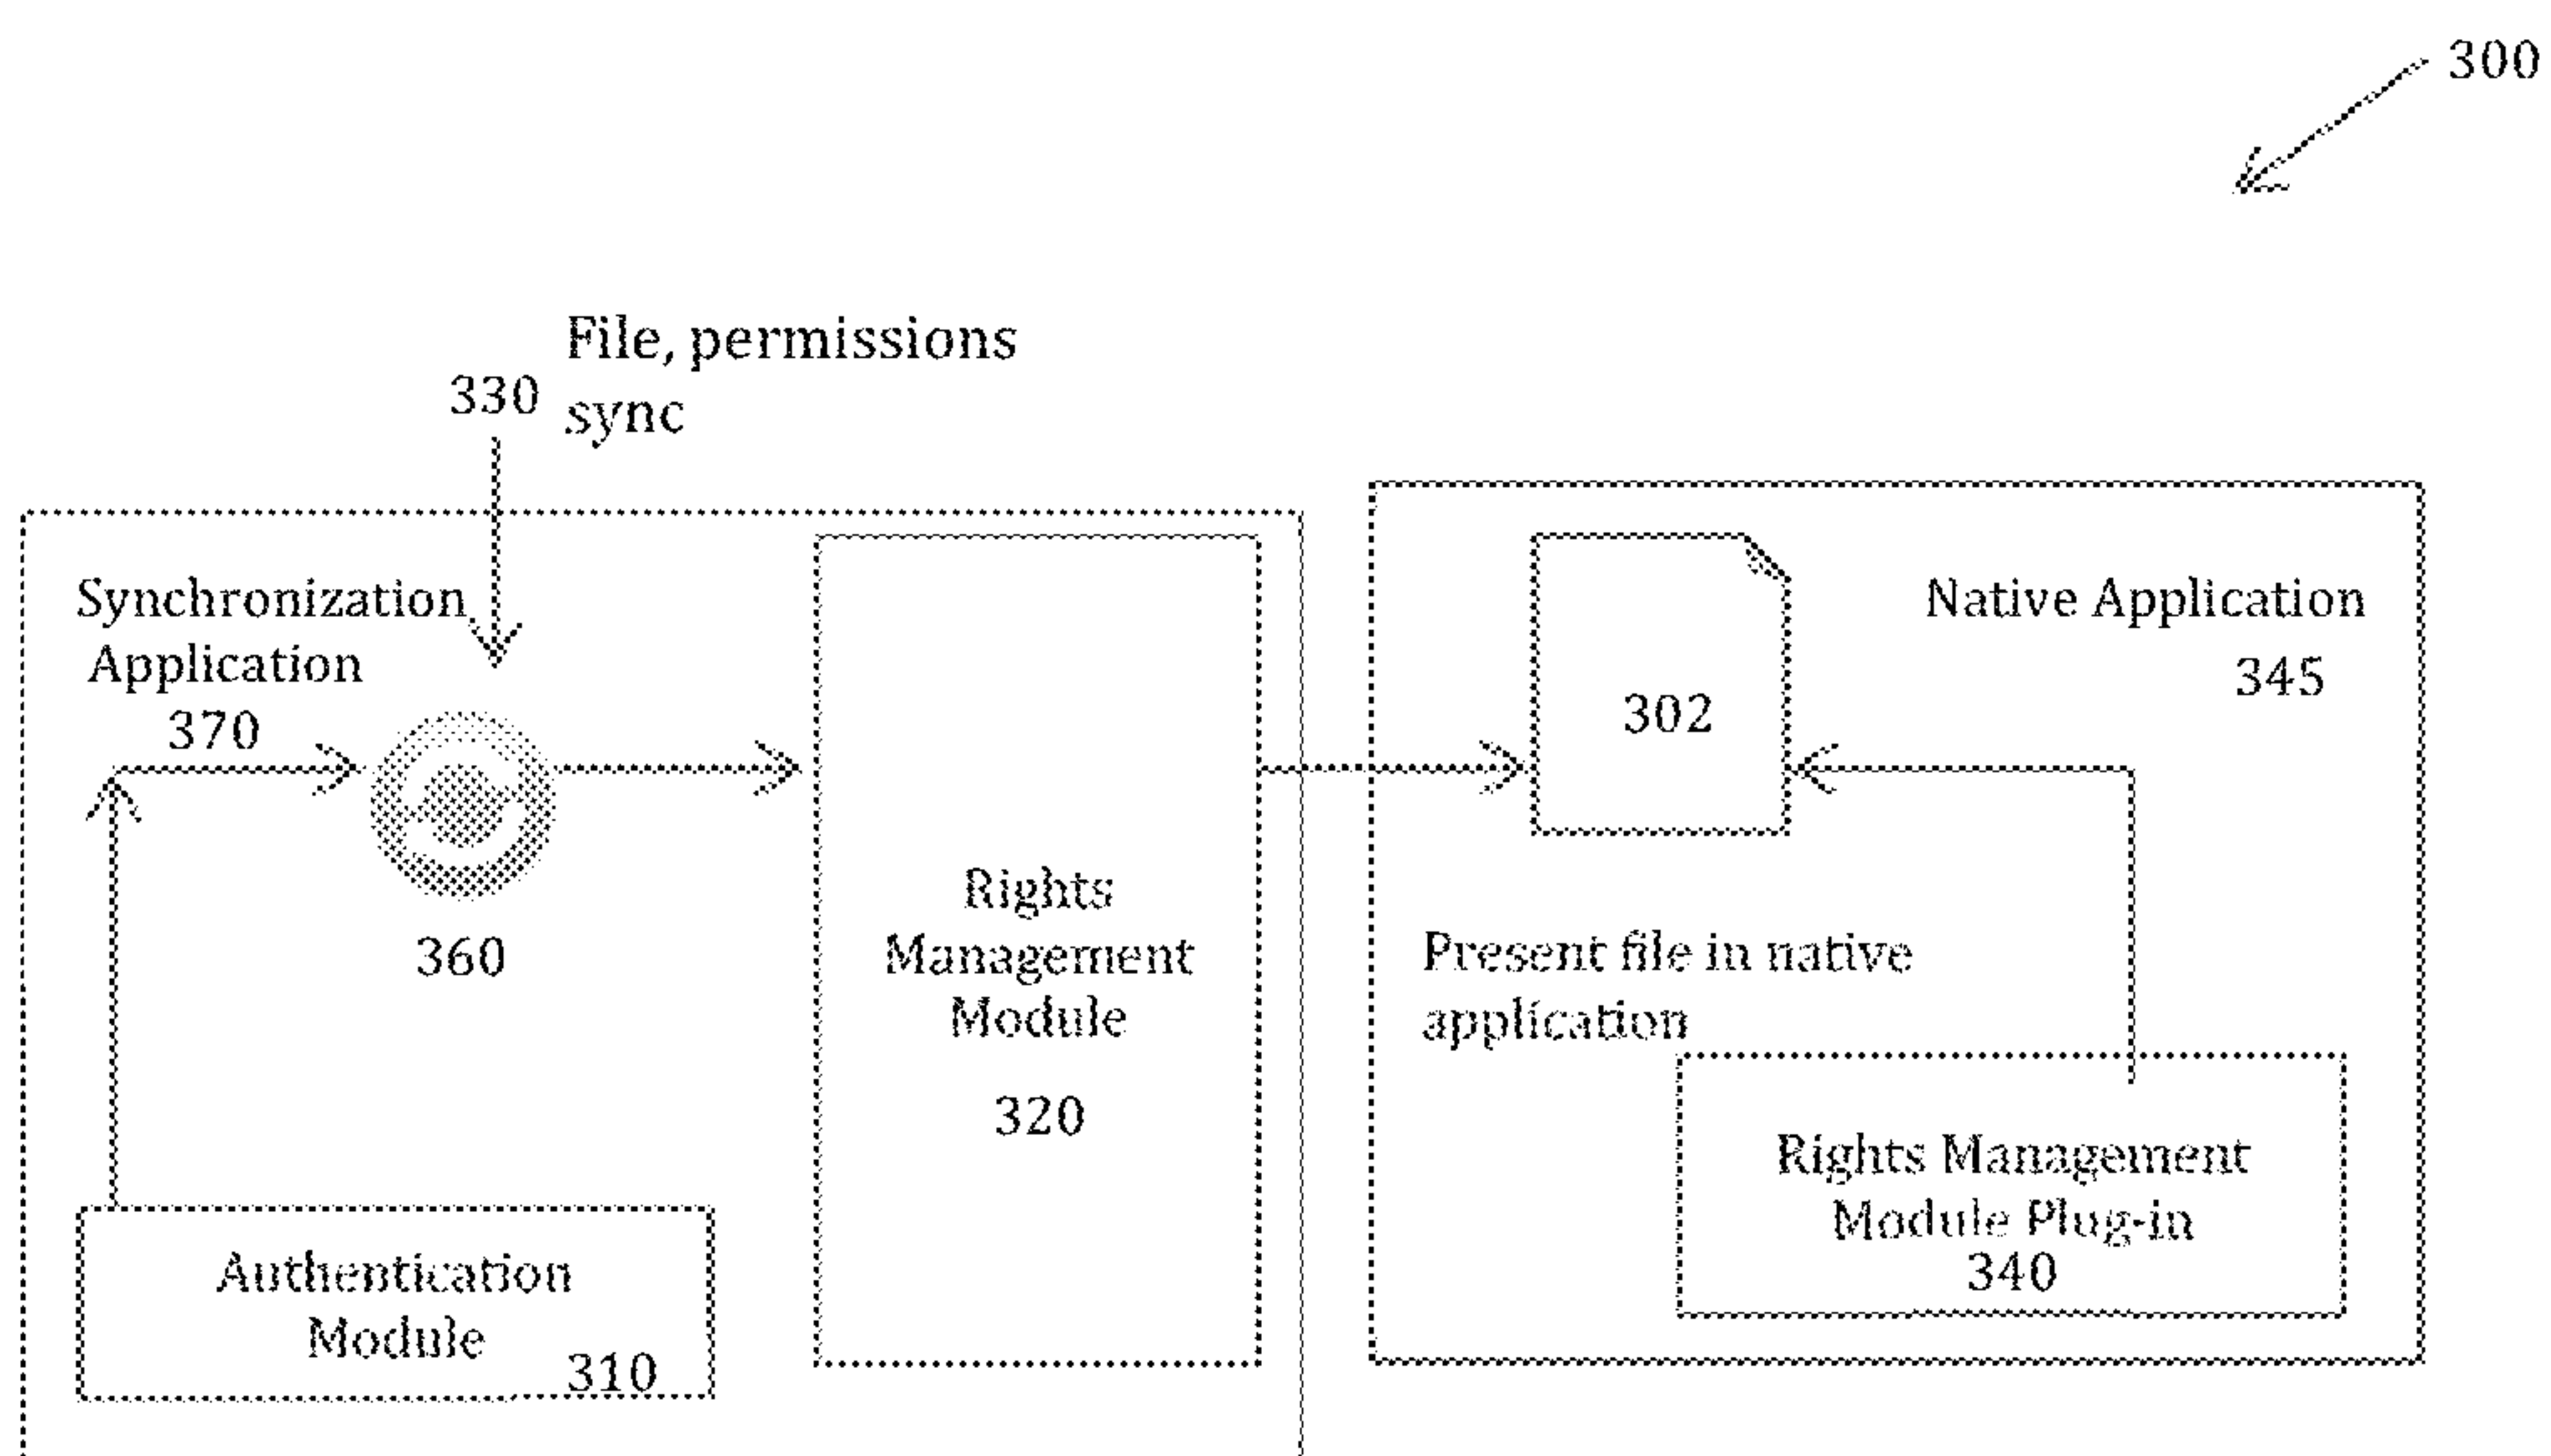 300
File, permissions
330
sync
Synchronization
Application
370
360
Rights
Management
Module
320
Authentication
Module
310
302
Native Application
345
Present file in native
application
Rights Management
Module Plug-in
340